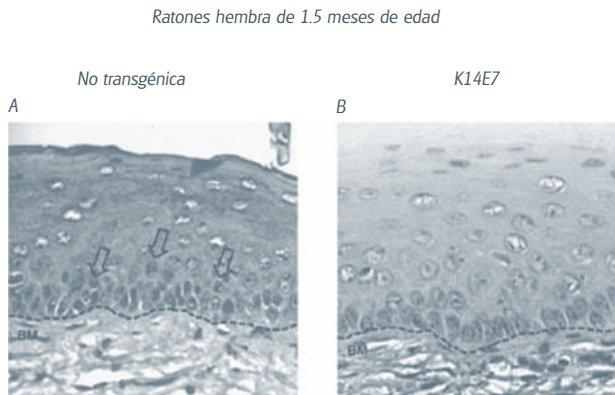 Ratones hembra de 1.5 meses de edad
No transgénica
K14E7
A
B
BM
BM